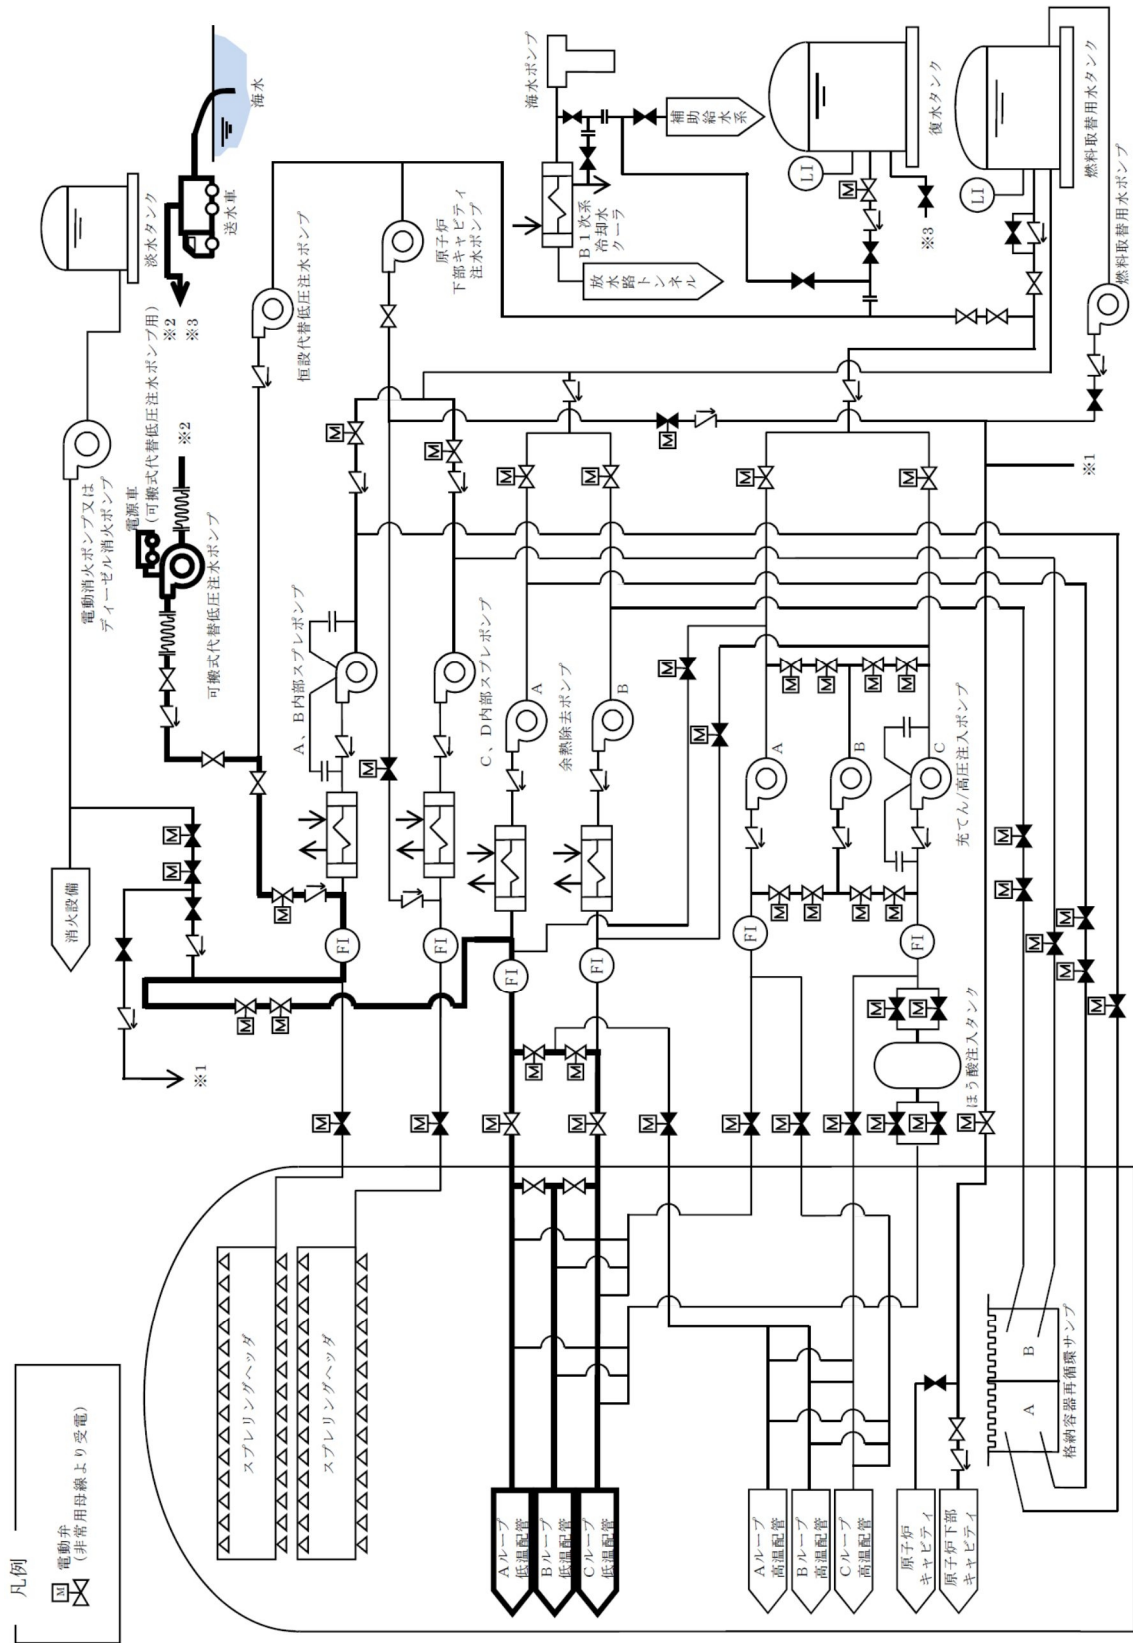 凡例
M
電動弁
(非常用母線より受電)
淡水タンク
海水
送水車
※2
※3
電動消火ポンプ又は
ディーゼル消火ポンプ
電源車
(可搬式代替低圧注水ポンプ用)
※2
可搬式代替低圧注水ポンプ
消火設備
※1
恒設代替低圧注水ポンプ
原子炉
下部キャビティ
注水ポンプ
海水ポンプ
B1次系
冷却水
クーラ
放水路トンネル
補助給水系
復水タンク
LI
M
※3
燃料取替用水タンク
LI
燃料取替用水ポンプ
※1
A、B内部スプレポンプ
C、D内部スプレポンプ
余熱除去ポンプ
A
B
充てん/高圧注入ポンプ
A
B
C
FI
FI
FI
FI
FI
FI
ほう酸注入タンク
スプレリングヘッダ
スプレリングヘッダ
Aループ
低温配管
Bループ
低温配管
Cループ
低温配管
Aループ
高温配管
Bループ
高温配管
Cループ
高温配管
原子炉
キャビティ
原子炉下部
キャビティ
A
B
格納容器再循環サンプ